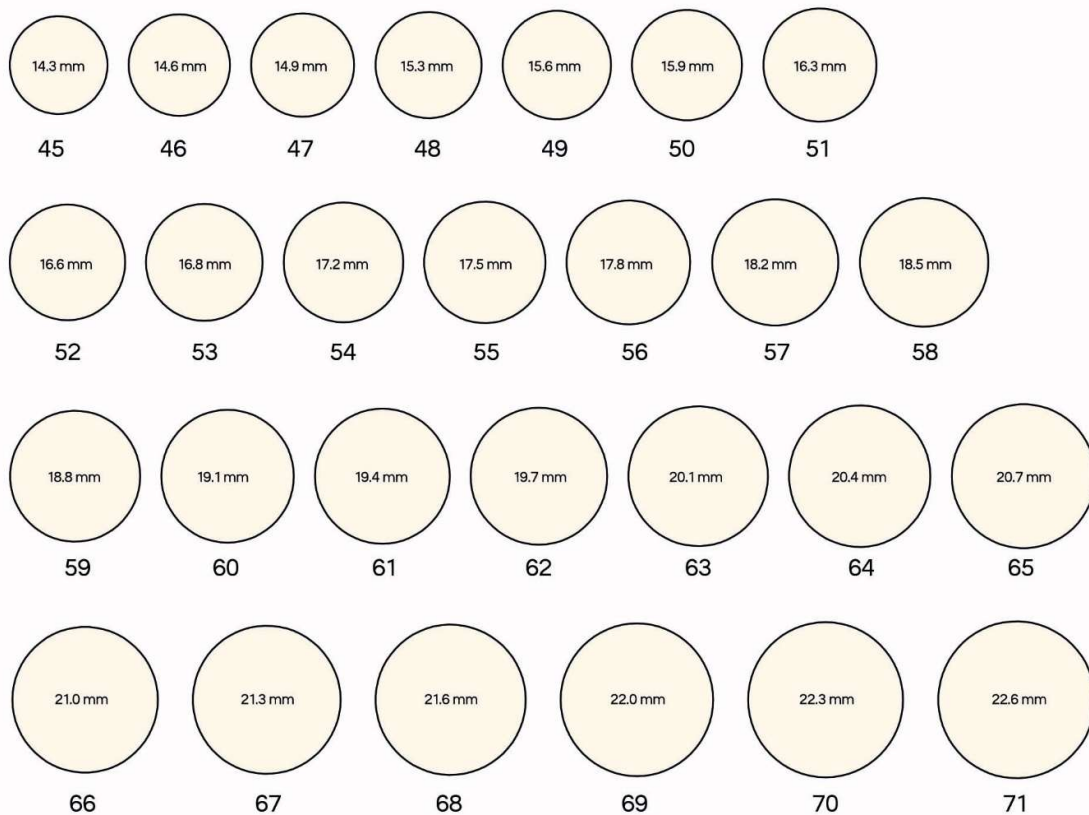 14.3 mm 14.6 mm 14.9 mm 15.3 mm 15.6 mm 15.9 mm 16.3 mm
45 46 47 48 49 50 51
16.6 mm 16.8 mm 17.2 mm 17.5 mm 17.8 mm 18.2 mm 18.5 mm
52 53 54 55 56 57 58
18.8 mm 19.1 mm 19.4 mm 19.7 mm 20.1 mm 20.4 mm 20.7 mm
59 60 61 62 63 64 65
21.0 mm 21.3 mm 21.6 mm 22.0 mm 22.3 mm 22.6 mm
66 67 68 69 70 71